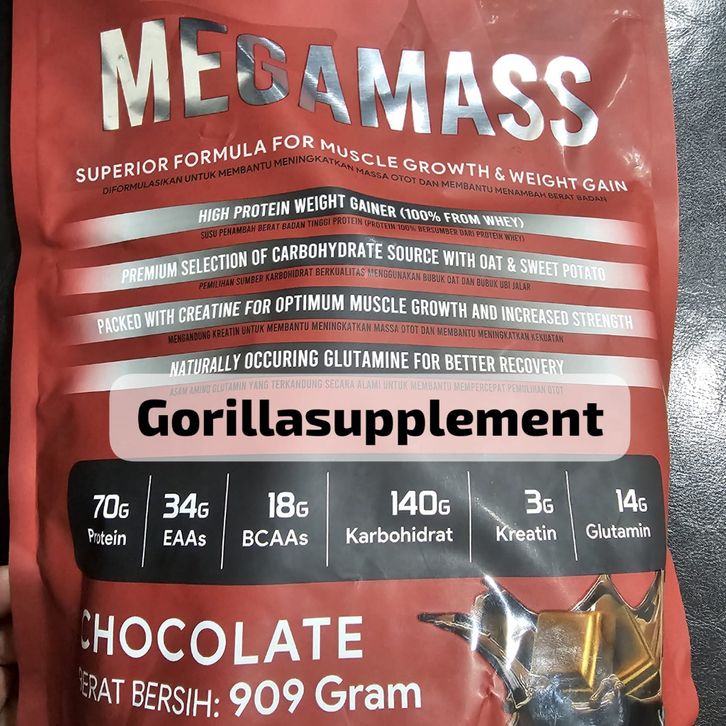 MEGAMASS
SUPERIOR FORMULA FOR MUSCLE GROWTH & WEIGHT GAIN
DIFORMULASIKAN UNTUK MEMBANTU MENINGKATKAN MASSA OTOT DAN MEMBANTU MENAMBAH BERAT BADAN
HIGH PROTEIN WEIGHT GAINER (100% FROM WHEY)
SUSU PENAMBAH BERAT BADAN TINGGI PROTEIN (PROTEIN 100% BERSUMBER DARI PROTEIN WHEY)
PREMIUM SELECTION OF CARBOHYDRATE SOURCE WITH OAT & SWEET POTATO
PEMILIHAN SUMBER KARBOHIDRAT BERKUALITAS MENGGUNAKAN BUBUK OAT DAN BUBUK UBI JALAR
PACKED WITH CREATINE FOR OPTIMUM MUSCLE GROWTH AND INCREASED STRENGTH
MENGANDUNG KREATIN UNTUK MEMBANTU MENINGKATKAN MASSA OTOT DAN MEMBANTU MENINGKATKAN KEKUATAN
NATURALLY OCCURING GLUTAMINE FOR BETTER RECOVERY
ASAM AMINO GLUTAMIN YANG TERKANDUNG SECARA ALAMI UNTUK MEMBANTU MEMPERCEPAT PEMULIHAN OTOT
Gorillasupplement
70G 34G 18G 140G 3G 14G
Protein EAAs BCAAs Karbohidrat Kreatin Glutamin
CHOCOLATE
BERAT BERSIH: 909 Gram